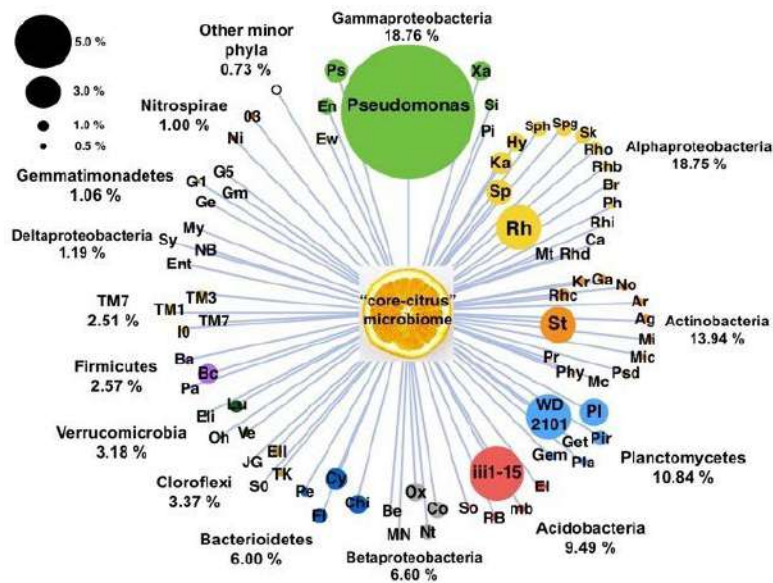 5.0 %
3.0 %
1.0 %
0.5 %
Other minor
phyla
0.73 %
O
Nitrospirae
1.00 %
03
Ni
Gemmatimonadetes
1.06 %
G1
G5
Ge
Gm
Deltaproteobacteria
1.19 %
My
Sy
NB
Ent
TM7
2.51 %
TM3
TM1
TM7
I0
Firmicutes
2.57 %
Ba
Bc
Pa
Verrucomicrobia
3.18 %
Eli
Oh
Ve
Cloroflexi
3.37 %
JG
Ell
TK
S0
Bacterioidetes
6.00 %
Pe
Cy
Fl
Chi
Betaproteobacteria
6.60 %
Be
MN
Ox
Co
Nt
Acidobacteria
9.49 %
So
iii1-15
RB
mb
El
Planctomycetes
10.84 %
WD
2101
Pl
Get
Pir
Gem
Pla
Actinobacteria
13.94 %
Kr
Ga
No
Rhc
Ar
St
Ag
Mi
Mic
Pr
Phy
Mc
Psd
Alphaproteobacteria
18.75 %
Sph
Spg
Sk
Hy
Rho
Ka
Rhb
Sp
Br
Ph
Rh
Rhi
Ca
Mt
Rhd
Gammaproteobacteria
18.76 %
Ps
Xa
Pseudomonas
En
Si
Ew
Pi
"core-citrus"
microbiome